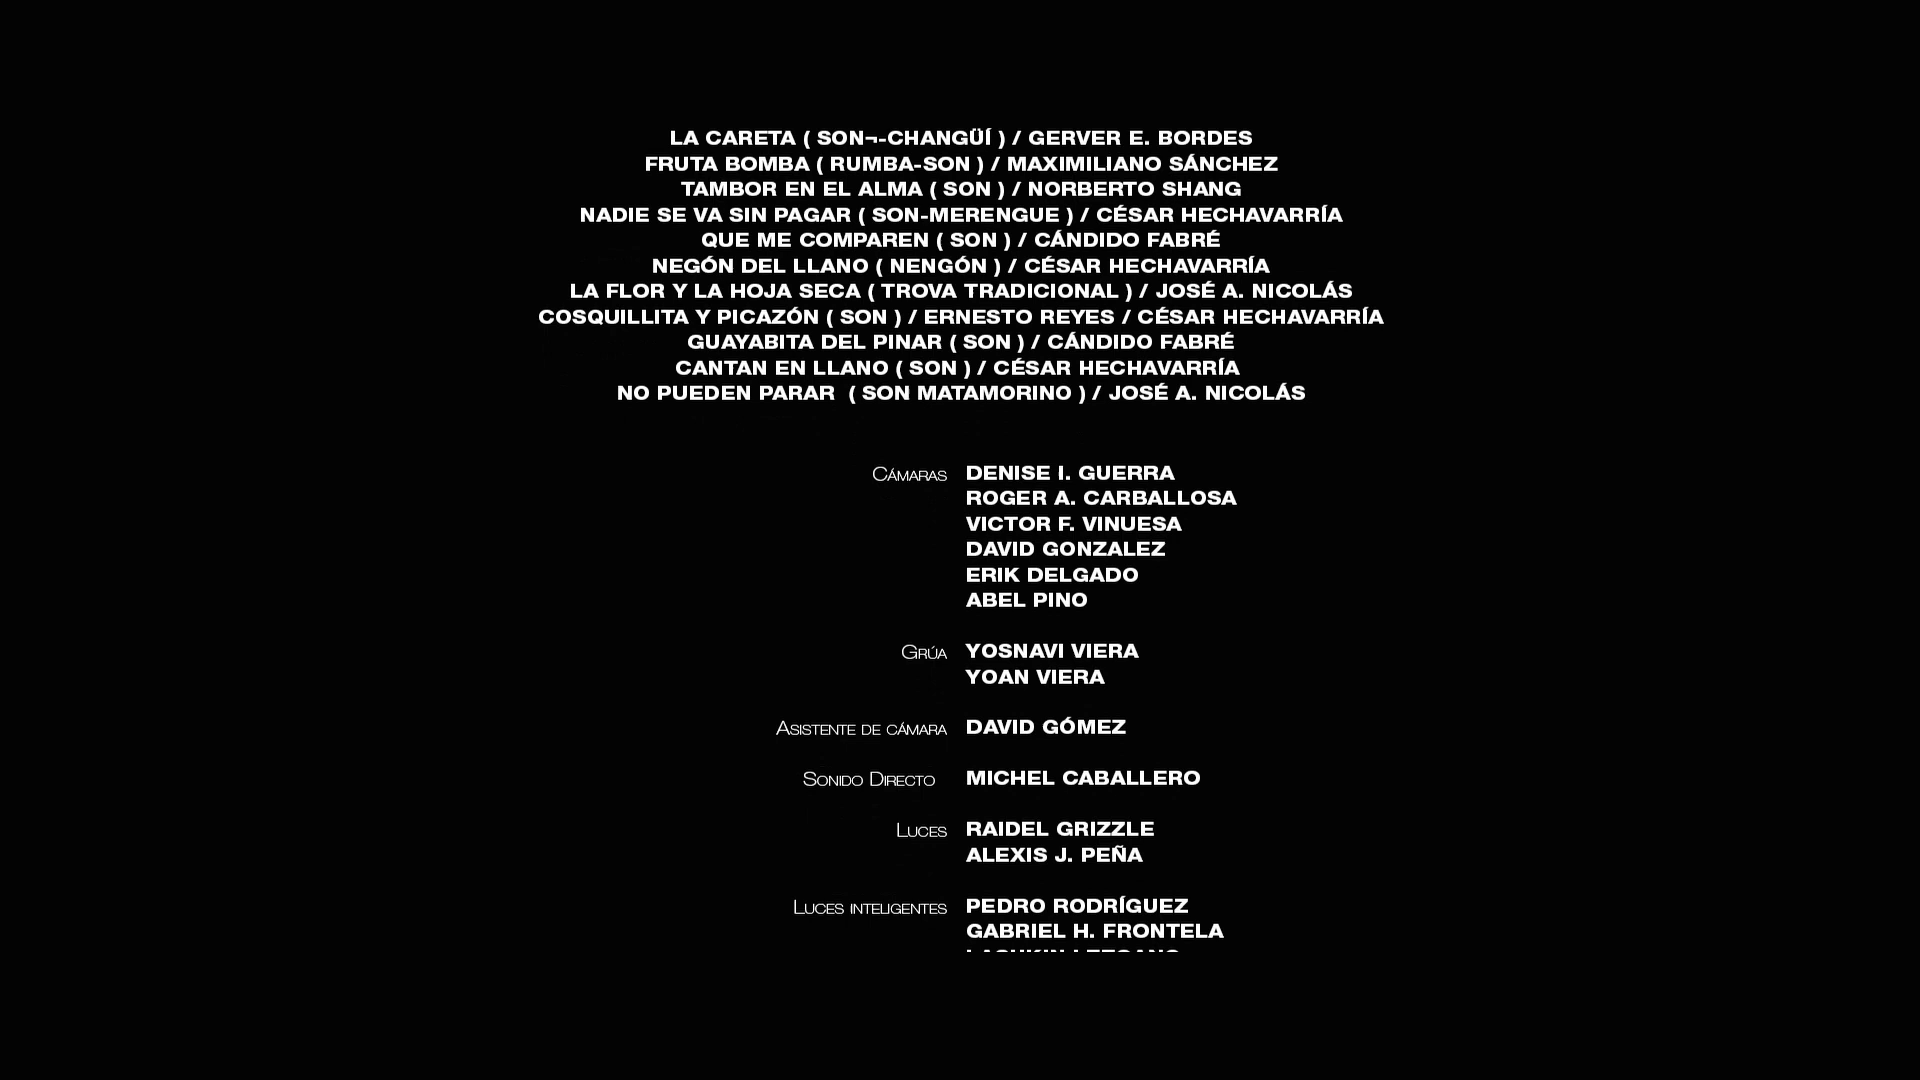 LA CARETA ( SON¬-CHANGÜÍ ) / GERVER E. BORDES
FRUTA BOMBA ( RUMBA-SON ) / MAXIMILIANO SÁNCHEZ
TAMBOR EN EL ALMA ( SON ) / NORBERTO SHANG
NADIE SE VA SIN PAGAR ( SON-MERENGUE ) / CÉSAR HECHAVARRÍA
QUE ME COMPAREN ( SON ) / CÁNDIDO FABRÉ
NEGÓN DEL LLANO ( NENGÓN ) / CÉSAR HECHAVARRÍA
LA FLOR Y LA HOJA SECA ( TROVA TRADICIONAL ) / JOSÉ A. NICOLÁS
COSQUILLITA Y PICAZÓN ( SON ) / ERNESTO REYES / CÉSAR HECHAVARRÍA
GUAYABITA DEL PINAR ( SON ) / CÁNDIDO FABRÉ
CANTAN EN LLANO ( SON ) / CÉSAR HECHAVARRÍA
NO PUEDEN PARAR ( SON MATAMORINO ) / JOSÉ A. NICOLÁS
CÁMARAS DENISE I. GUERRA
ROGER A. CARBALLOSA
VICTOR F. VINUESA
DAVID GONZALEZ
ERIK DELGADO
ABEL PINO
GRÚA YOSNAVI VIERA
YOAN VIERA
ASISTENTE DE CÁMARA DAVID GÓMEZ
SONIDO DIRECTO MICHEL CABALLERO
LUCES RAIDEL GRIZZLE
ALEXIS J. PEÑA
LUCES INTELIGENTES PEDRO RODRÍGUEZ
GABRIEL H. FRONTELA